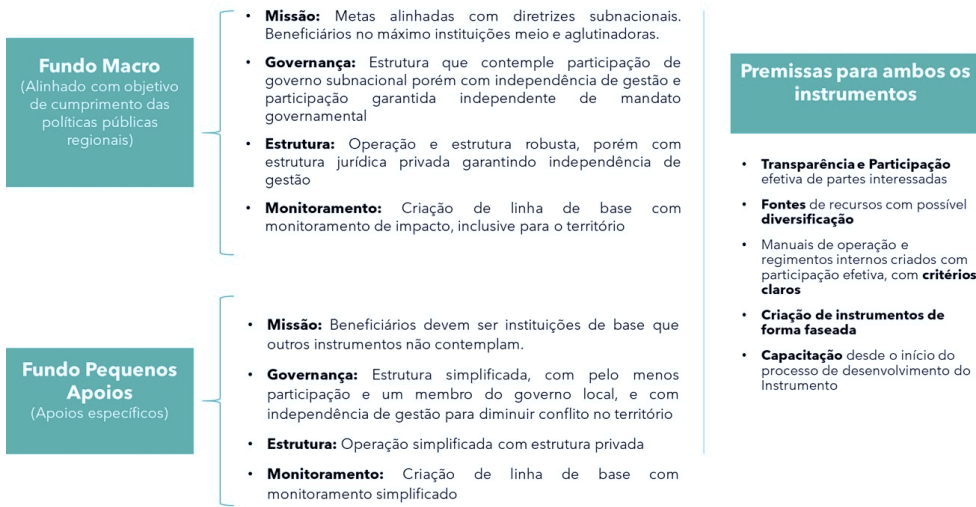 Fundo Macro
(Alinhado com objetivo
de cumprimento das
políticas públicas
regionais)
• Missão: Metas alinhadas com diretrizes subnacionais.
Beneficiários no máximo instituições meio e aglutinadoras.
• Governança: Estrutura que contemple participação de
governo subnacional porém com independência de gestão e
participação garantida independente de mandato
governamental
• Estrutura: Operação e estrutura robusta, porém com
estrutura jurídica privada garantindo independência de
gestão
• Monitoramento: Criação de linha de base com
monitoramento de impacto, inclusive para o território
Fundo Pequenos
Apoios
(Apoios específicos)
• Missão: Beneficiários devem ser instituições de base que
outros instrumentos não contemplam.
• Governança: Estrutura simplificada, com pelo menos
participação e um membro do governo local, e com
independência de gestão para diminuir conflito no território
• Estrutura: Operação simplificada com estrutura privada
• Monitoramento: Criação de linha de base com
monitoramento simplificado
Premissas para ambos os
instrumentos
• Transparência e Participação
efetiva de partes interessadas
• Fontes de recursos com possível
diversificação
• Manuais de operação e
regimentos internos criados com
participação efetiva, com critérios
claros
• Criação de instrumentos de
forma faseada
• Capacitação desde o início do
processo de desenvolvimento do
Instrumento